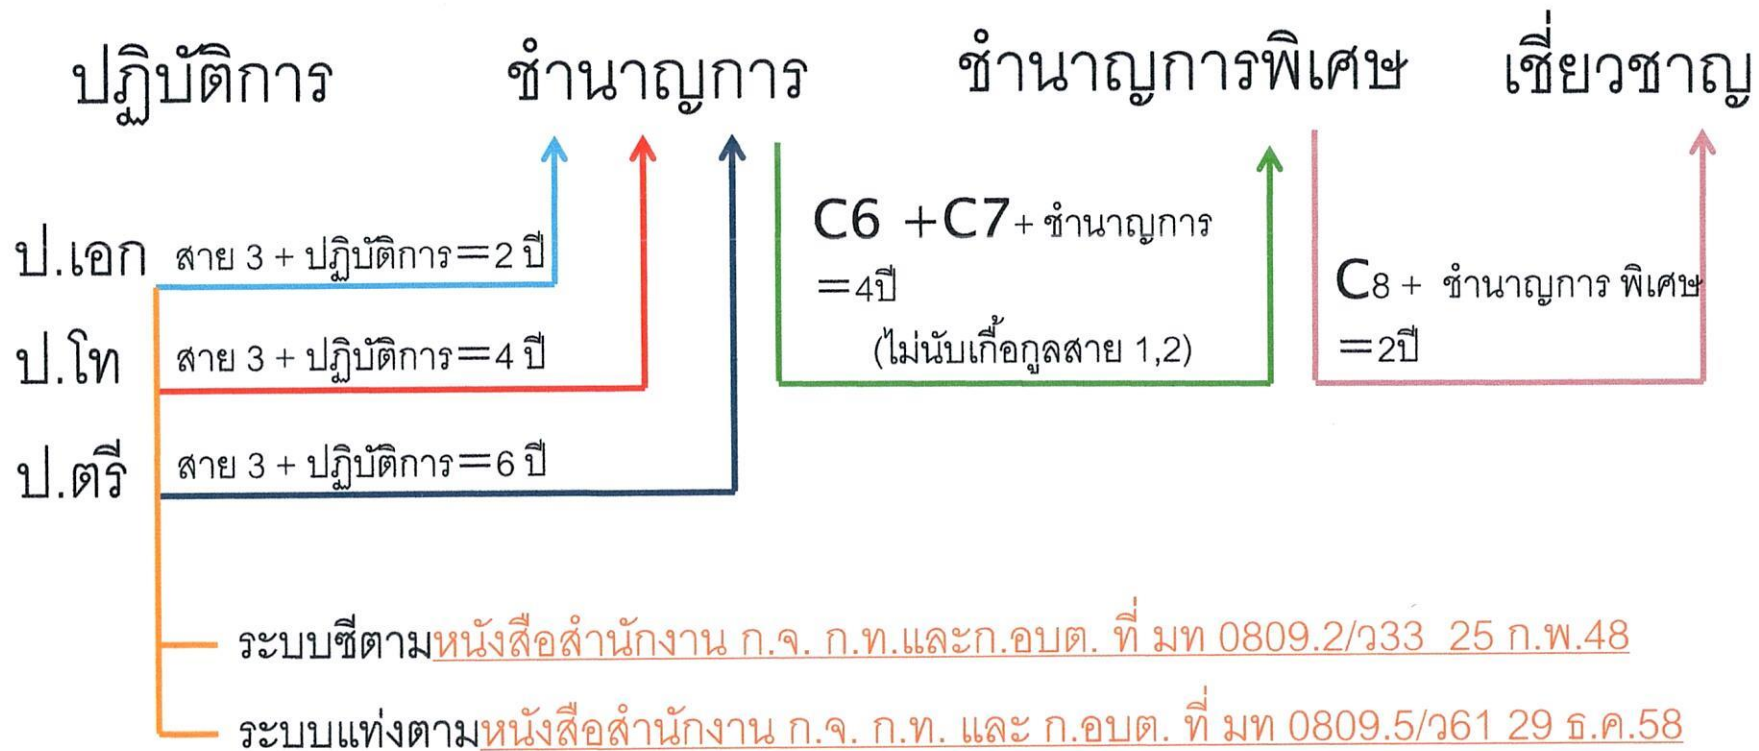 ปฏิบัติการ ชำนาญการ ชำนาญการพิเศษ เชี่ยวชาญ
ป.เอก สาย 3 + ปฏิบัติการ=2 ปี
ป.โท สาย 3 + ปฏิบัติการ=4 ปี
ป.ตรี สาย 3 + ปฏิบัติการ=6 ปี
C6 +C7+ ชำนาญการ
=4ปี
(ไม่นับเกื้อกูลสาย 1,2)
C8 + ชำนาญการ พิเศษ
=2ปี
ระบบซีตามหนังสือสำนักงาน ก.จ. ก.ท.และก.อบต. ที่ มท 0809.2/ว33 25 ก.พ.48
ระบบแท่งตามหนังสือสำนักงาน ก.จ. ก.ท. และ ก.อบต. ที่ มท 0809.5/ว61 29 ธ.ค.58